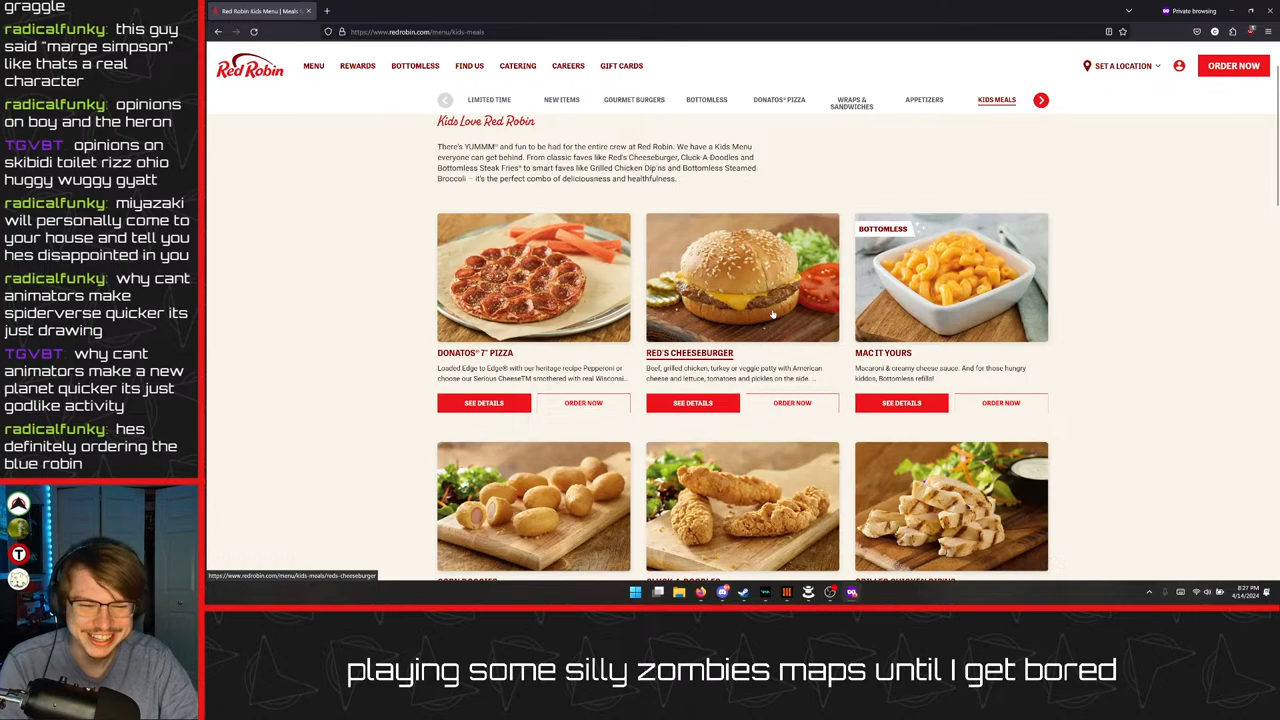 graggle
radicalfunky: this guy
said "marge simpson"
like thats a real
character
radicalfunky: opinions
on boy and the heron
TGVBT: opinions on
skibidi toilet rizz ohio
huggy wuggy gyatt
radicalfunky: miyazaki
will personally come to
your house and tell you
hes disappointed in you
radicalfunky: why cant
animators make
spiderverse quicker its
just drawing
TGVBT: why cant
animators make a new
planet quicker its just
godlike activity
radicalfunky: hes
definitely ordering the
blue robin
Red Robin Kids Menu | Meals f
Private browsing
https://www.redrobin.com/menu/kids-meals
Red Robin
MENU REWARDS BOTTOMLESS FIND US CATERING CAREERS GIFT CARDS
SET A LOCATION
ORDER NOW
LIMITED TIME NEW ITEMS GOURMET BURGERS BOTTOMLESS DONATOS® PIZZA WRAPS & SANDWICHES APPETIZERS KIDS MEALS
Kids Love Red Robin
There's YUMMM® and fun to be had for the entire crew at Red Robin. We have a Kids Menu
everyone can get behind. From classic faves like Red's Cheeseburger, Cluck-A-Doodles and
Bottomless Steak Fries® to smart faves like Grilled Chicken Dip'ns and Bottomless Steamed
Broccoli – it's the perfect combo of deliciousness and healthfulness.
BOTTOMLESS
DONATOS® 7" PIZZA
Loaded Edge to Edge® with our heritage recipe Pepperoni or
choose our Serious CheeseTM smothered with real Wisconsi...
SEE DETAILS ORDER NOW
RED'S CHEESEBURGER
Beef, grilled chicken, turkey or veggie patty with American
cheese and lettuce, tomatoes and pickles on the side. ...
SEE DETAILS ORDER NOW
MAC IT YOURS
Macaroni & creamy cheese sauce. And for those hungry
kiddos, Bottomless refills!
SEE DETAILS ORDER NOW
https://www.redrobin.com/menu/kids-meals/reds-cheeseburger
8:27 PM
4/14/2024
playing some silly zombies maps until I get bored